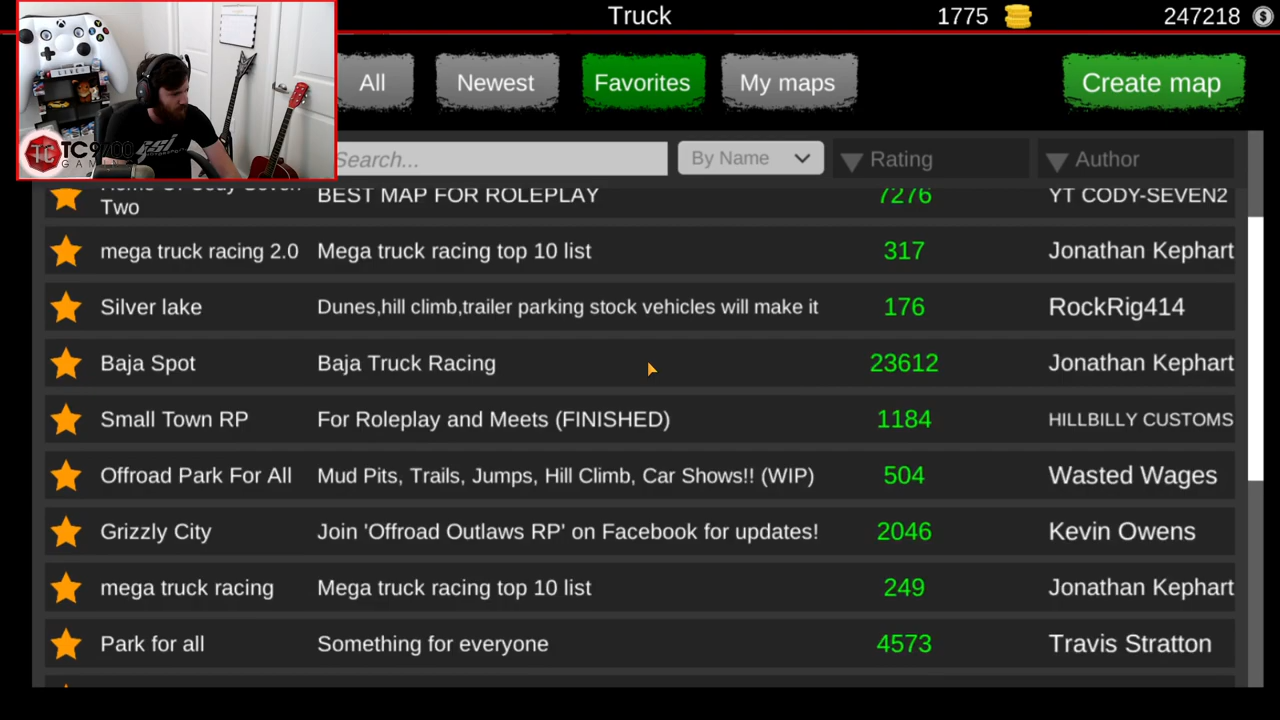 Truck
1775
247218
All
Newest
Favorites
My maps
Create map
TC9700
GAMING
Search...
By Name
Rating
Author
Two
BEST MAP FOR ROLEPLAY
7276
YT CODY-SEVEN2
mega truck racing 2.0
Mega truck racing top 10 list
317
Jonathan Kephart
Silver lake
Dunes,hill climb,trailer parking stock vehicles will make it
176
RockRig414
Baja Spot
Baja Truck Racing
23612
Jonathan Kephart
Small Town RP
For Roleplay and Meets (FINISHED)
1184
HILLBILLY CUSTOMS
Offroad Park For All
Mud Pits, Trails, Jumps, Hill Climb, Car Shows!! (WIP)
504
Wasted Wages
Grizzly City
Join 'Offroad Outlaws RP' on Facebook for updates!
2046
Kevin Owens
mega truck racing
Mega truck racing top 10 list
249
Jonathan Kephart
Park for all
Something for everyone
4573
Travis Stratton